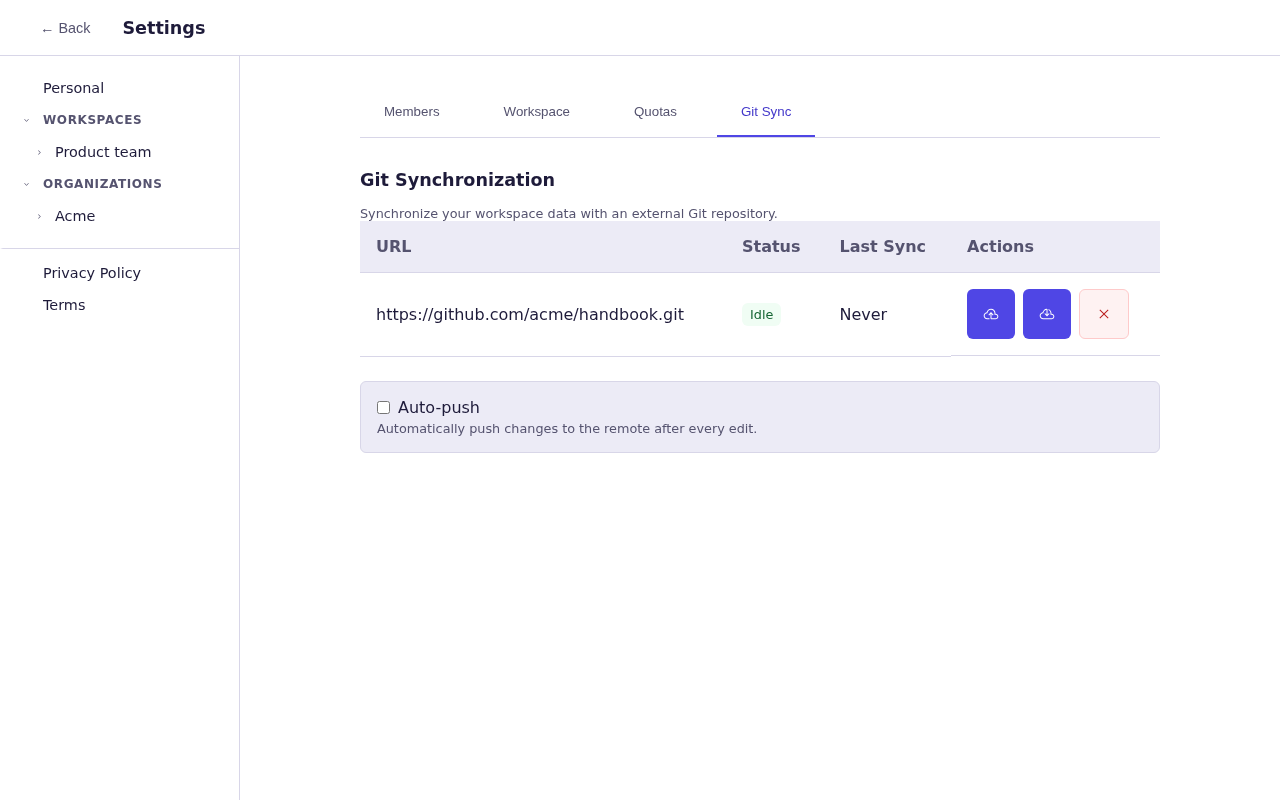 ← Back
Settings
Personal
WORKSPACES
Product team
ORGANIZATIONS
Acme
Privacy Policy
Terms
Members Workspace Quotas Git Sync
Git Synchronization
Synchronize your workspace data with an external Git repository.
URL Status Last Sync Actions
https://github.com/acme/handbook.git Idle Never
Auto-push
Automatically push changes to the remote after every edit.